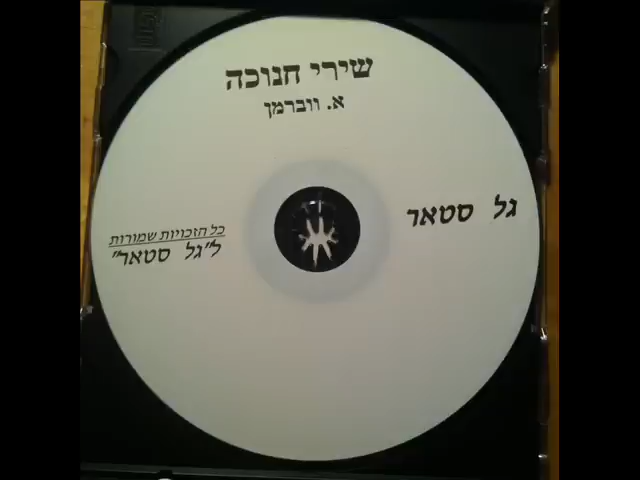 שירי חנוכה
א. ווברמן
גל סטאר
כל הזכויות שמורות
ל"גל סטאר"